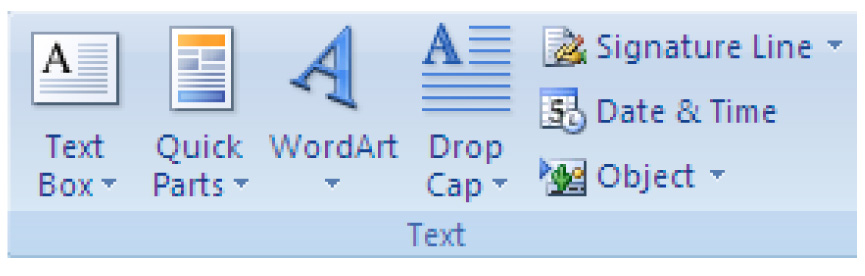 Text Box
Quick Parts
WordArt
Drop Cap
Signature Line
Date & Time
Object
Text